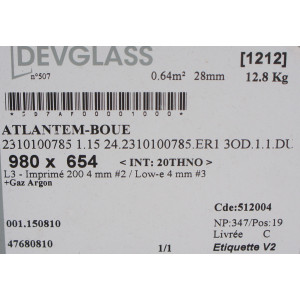 DEVGLASS [1212]
n°507 0.64m² 28mm 12.8 Kg
ATLANTEM-BOUE
2310100785 1.15 24.2310100785.ER1 3OD.1.1.DU
980 x 654 < INT: 20THNO >
L3 - Imprimé 200 4 mm #2 / Low-e 4 mm #3
+Gaz Argon
Cde:512004
001.150810 NP:347/Pos:19
Livrée C
47680810 1/1 Etiquette V2